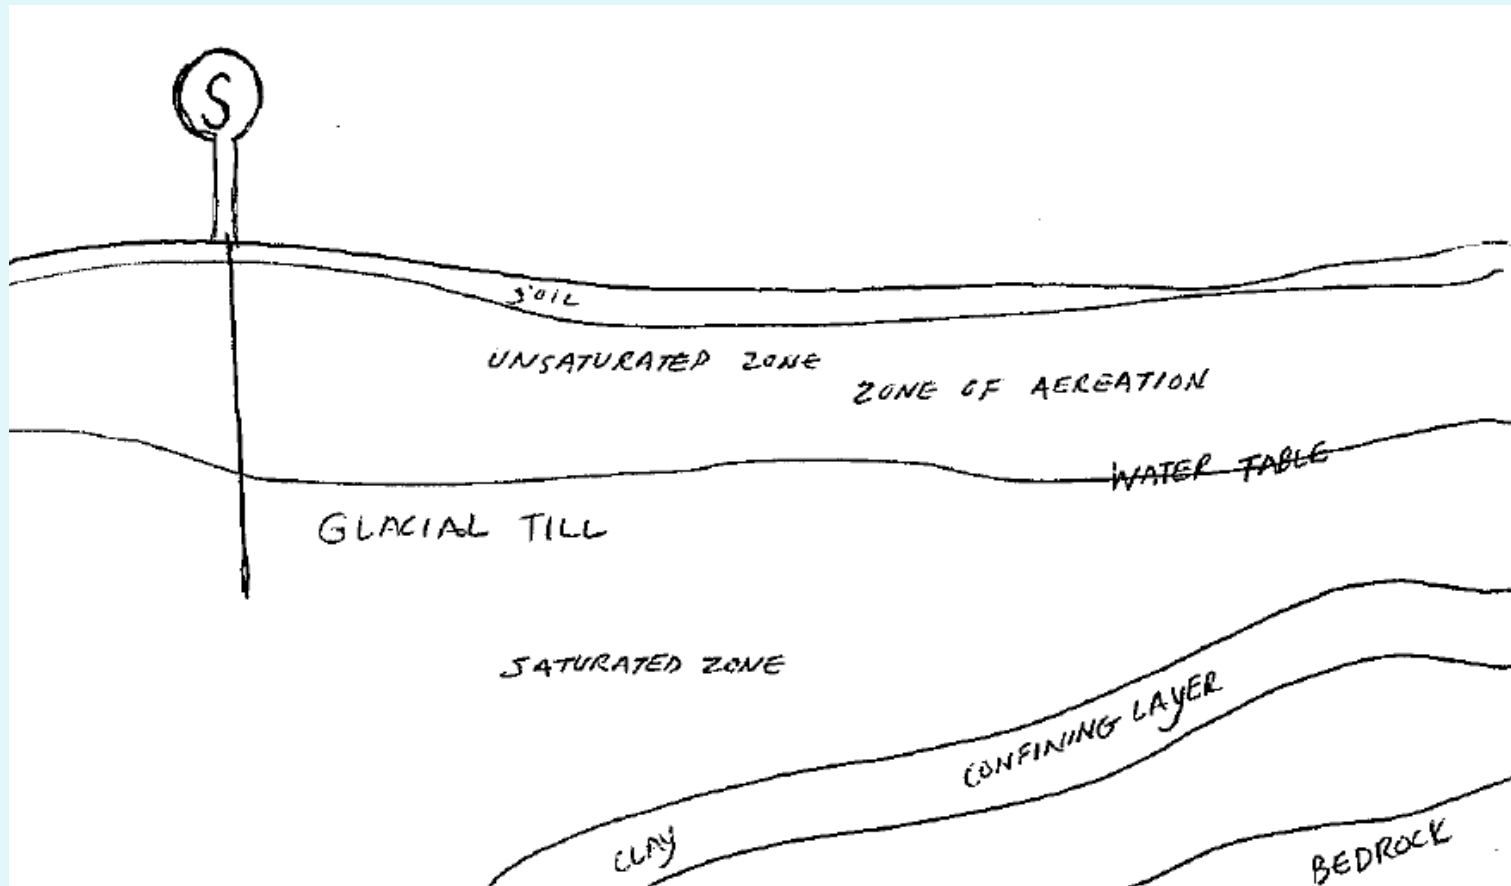 S
SOIL
UNSATURATED ZONE
ZONE OF AEREATION
WATER TABLE
GLACIAL TILL
SATURATED ZONE
CONFINING LAYER
CLAY
BEDROCK